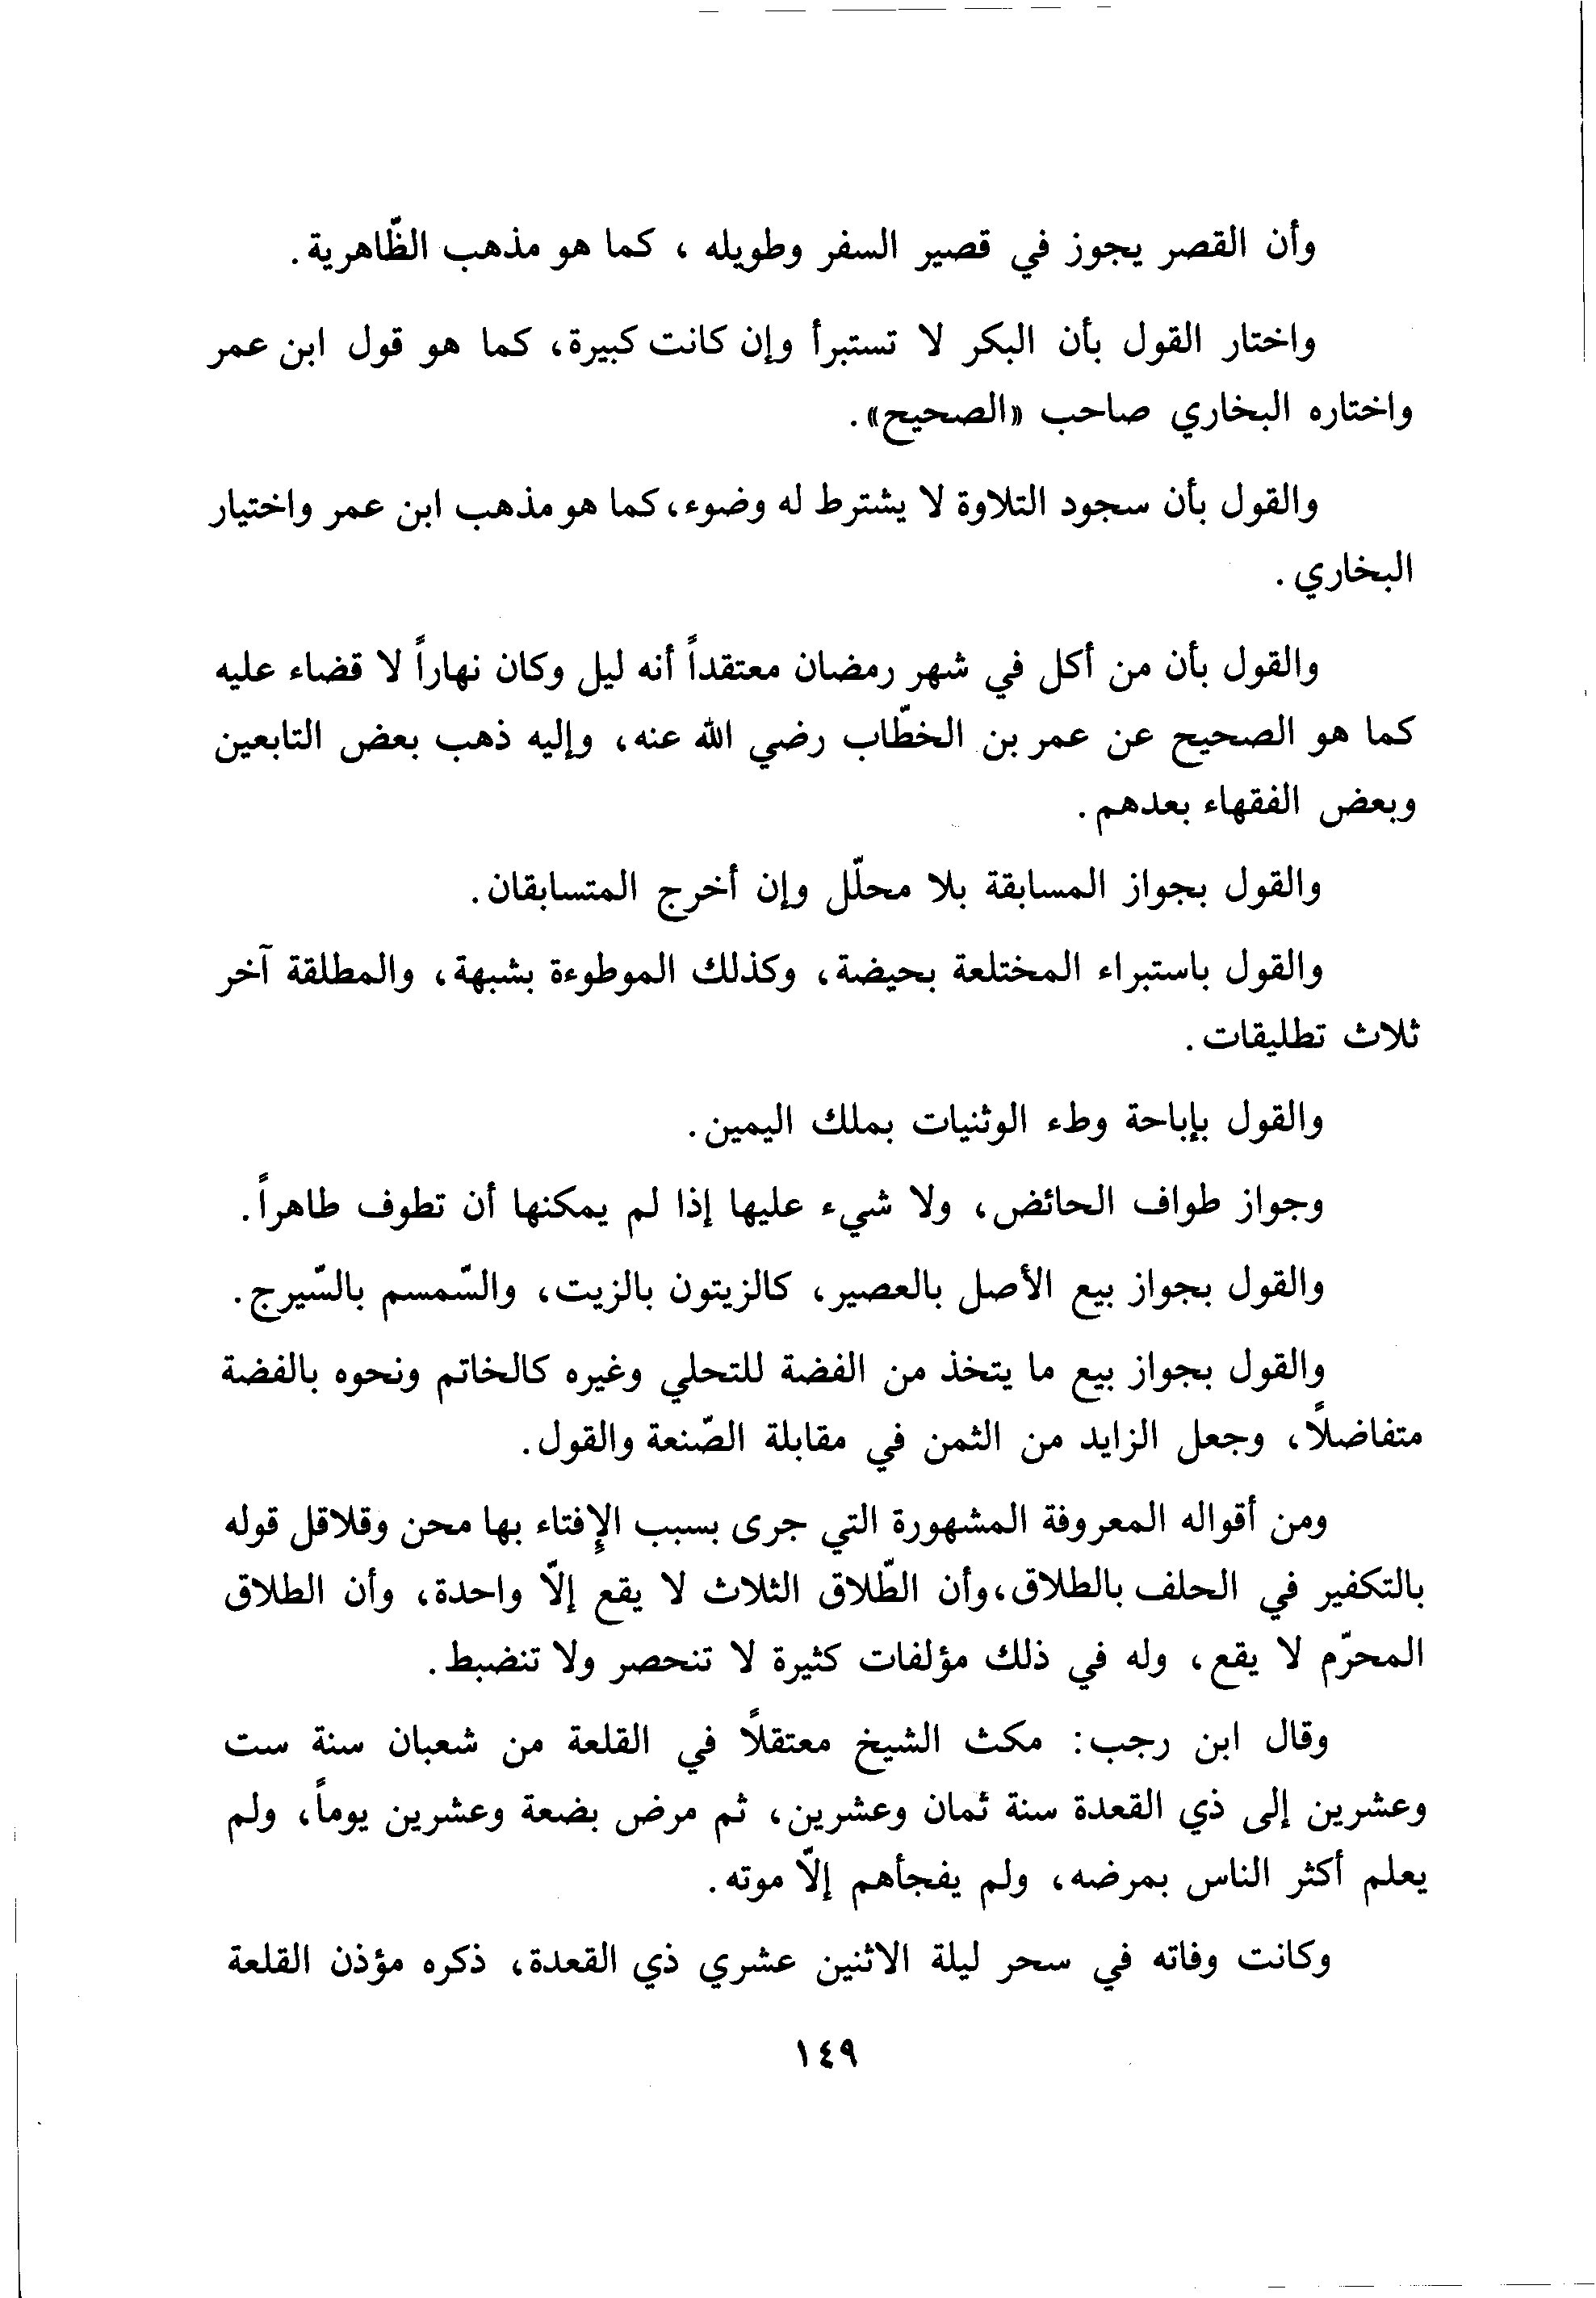 وأن القصر يجوز في قصير السفر وطويله ، كما هو مذهب الظّاهرية .
واختار القول بأن البكر لا تستبرأ وإن كانت كبيرة، كما هو قول ابن عمر
واختاره البخاري صاحب «الصحيح» .
والقول بأن سجود التلاوة لا يشترط له وضوء، كما هو مذهب ابن عمر واختيار
البخاري .
والقول بأن من أكل في شهر رمضان معتقداً أنه ليل وكان نهاراً لا قضاء عليه
كما هو الصحيح عن عمر بن الخطّاب رضي الله عنه، وإليه ذهب بعض التابعين
وبعض الفقهاء بعدهم .
والقول بجواز المسابقة بلا محلّل وإن أخرج المتسابقان .
والقول باستبراء المختلعة بحيضة، وكذلك الموطوءة بشبهة، والمطلقة آخر
ثلاث تطليقات .
والقول بإباحة وطء الوثنيات بملك اليمين .
وجواز طواف الحائض، ولا شيء عليها إذا لم يمكنها أن تطوف طاهراً .
والقول بجواز بيع الأصل بالعصير، كالزيتون بالزيت، والسّمسم بالسّيرج .
والقول بجواز بيع ما يتخذ من الفضة للتحلي وغيره كالخاتم ونحوه بالفضة
متفاضلاً، وجعل الزايد من الثمن في مقابلة الصّنعة والقول .
ومن أقواله المعروفة المشهورة التي جرى بسبب الإفتاء بها محن وقلاقل قوله
بالتكفير في الحلف بالطلاق، وأن الطّلاق الثلاث لا يقع إلّا واحدة، وأن الطلاق
المحرّم لا يقع، وله في ذلك مؤلفات كثيرة لا تنحصر ولا تنضبط .
وقال ابن رجب: مكث الشيخ معتقلاً في القلعة من شعبان سنة ست
وعشرين إلى ذي القعدة سنة ثمان وعشرين، ثم مرض بضعة وعشرين يوماً، ولم
يعلم أكثر الناس بمرضه، ولم يفجأهم إلّا موته .
وكانت وفاته في سحر ليلة الاثنين عشري ذي القعدة، ذكره مؤذن القلعة
١٤٩